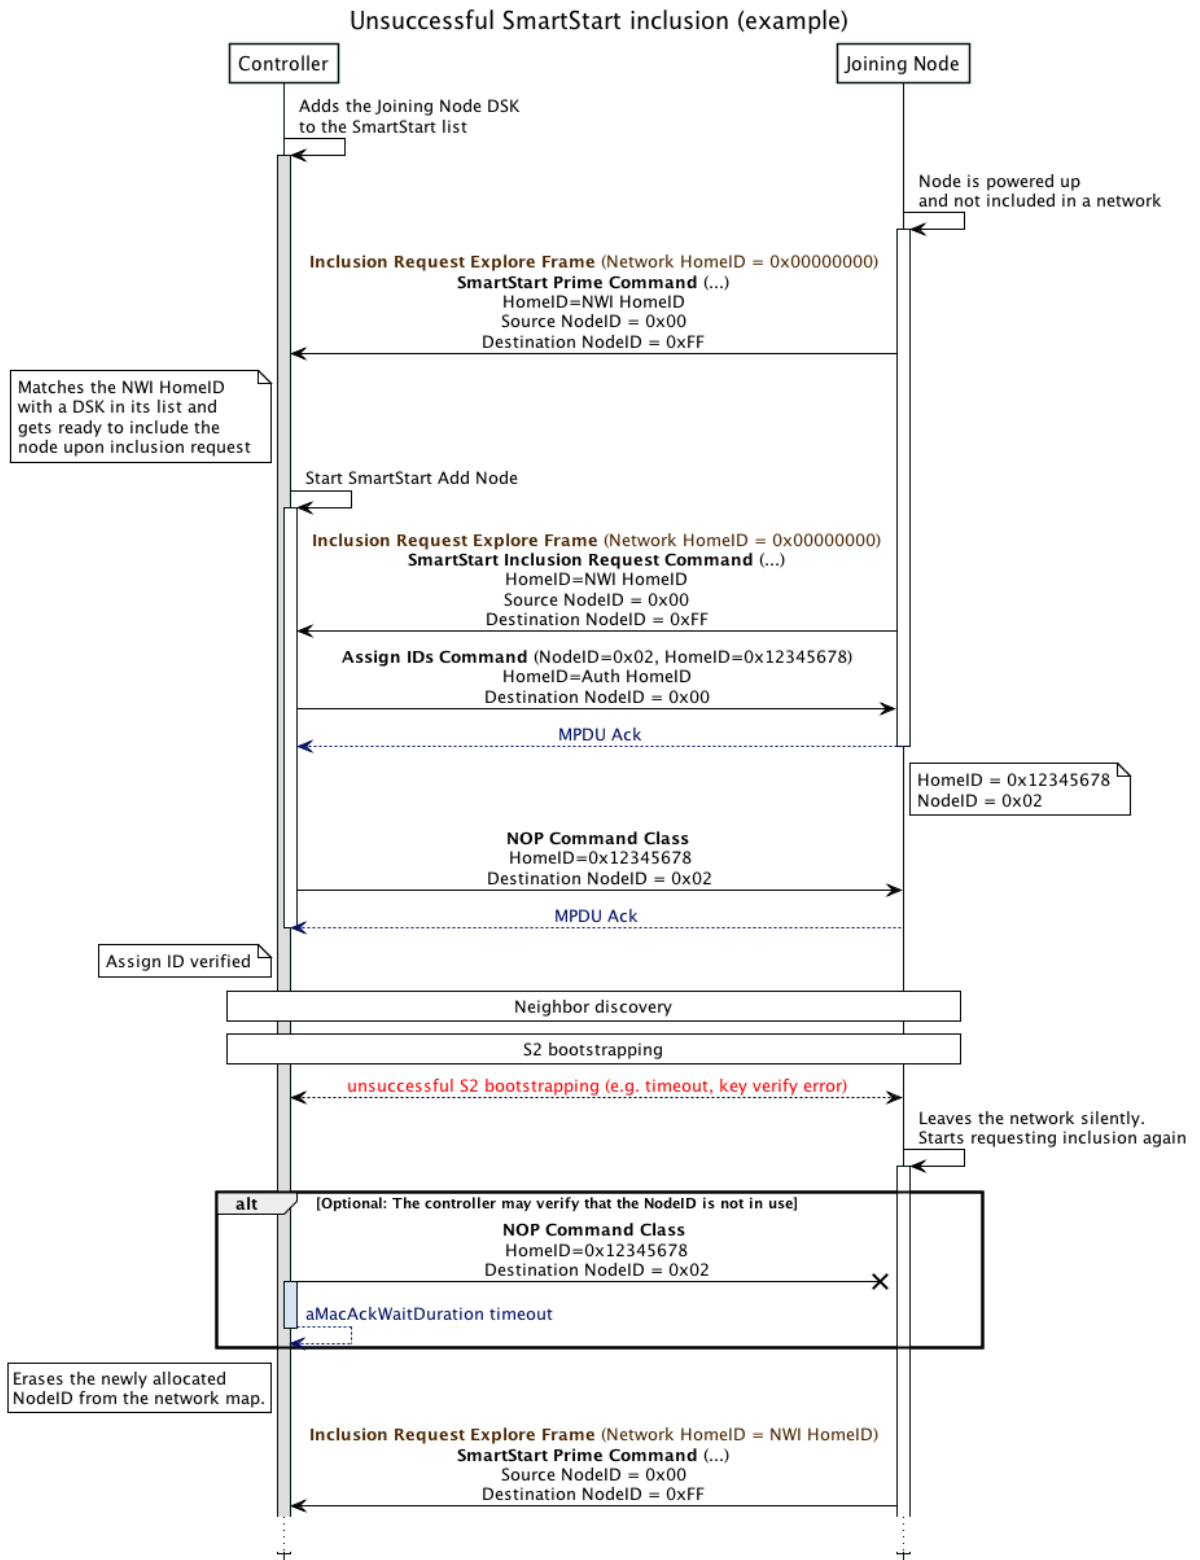 Unsuccessful SmartStart inclusion (example)
Controller
Joining Node
Adds the Joining Node DSK
to the SmartStart list
Node is powered up
and not included in a network
Inclusion Request Explore Frame (Network HomeID = 0x00000000)
SmartStart Prime Command (...)
HomeID=NWI HomeID
Source NodeID = 0x00
Destination NodeID = 0xFF
Matches the NWI HomeID
with a DSK in its list and
gets ready to include the
node upon inclusion request
Start SmartStart Add Node
Inclusion Request Explore Frame (Network HomeID = 0x00000000)
SmartStart Inclusion Request Command (...)
HomeID=NWI HomeID
Source NodeID = 0x00
Destination NodeID = 0xFF
Assign IDs Command (NodeID=0x02, HomeID=0x12345678)
HomeID=Auth HomeID
Destination NodeID = 0x00
MPDU Ack
HomeID = 0x12345678
NodeID = 0x02
NOP Command Class
HomeID=0x12345678
Destination NodeID = 0x02
MPDU Ack
Assign ID verified
Neighbor discovery
S2 bootstrapping
unsuccessful S2 bootstrapping (e.g. timeout, key verify error)
Leaves the network silently.
Starts requesting inclusion again
alt
[Optional: The controller may verify that the NodeID is not in use]
NOP Command Class
HomeID=0x12345678
Destination NodeID = 0x02
aMacAckWaitDuration timeout
Erases the newly allocated
NodeID from the network map.
Inclusion Request Explore Frame (Network HomeID = NWI HomeID)
SmartStart Prime Command (...)
Source NodeID = 0x00
Destination NodeID = 0xFF